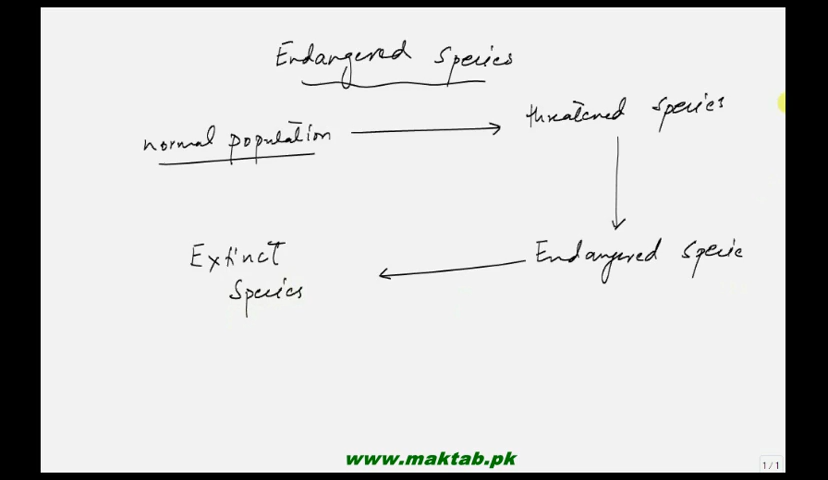 Endangered Species
normal population
threatened species
Endangered Specie
Extinct
Species
www.maktab.pk
1/1